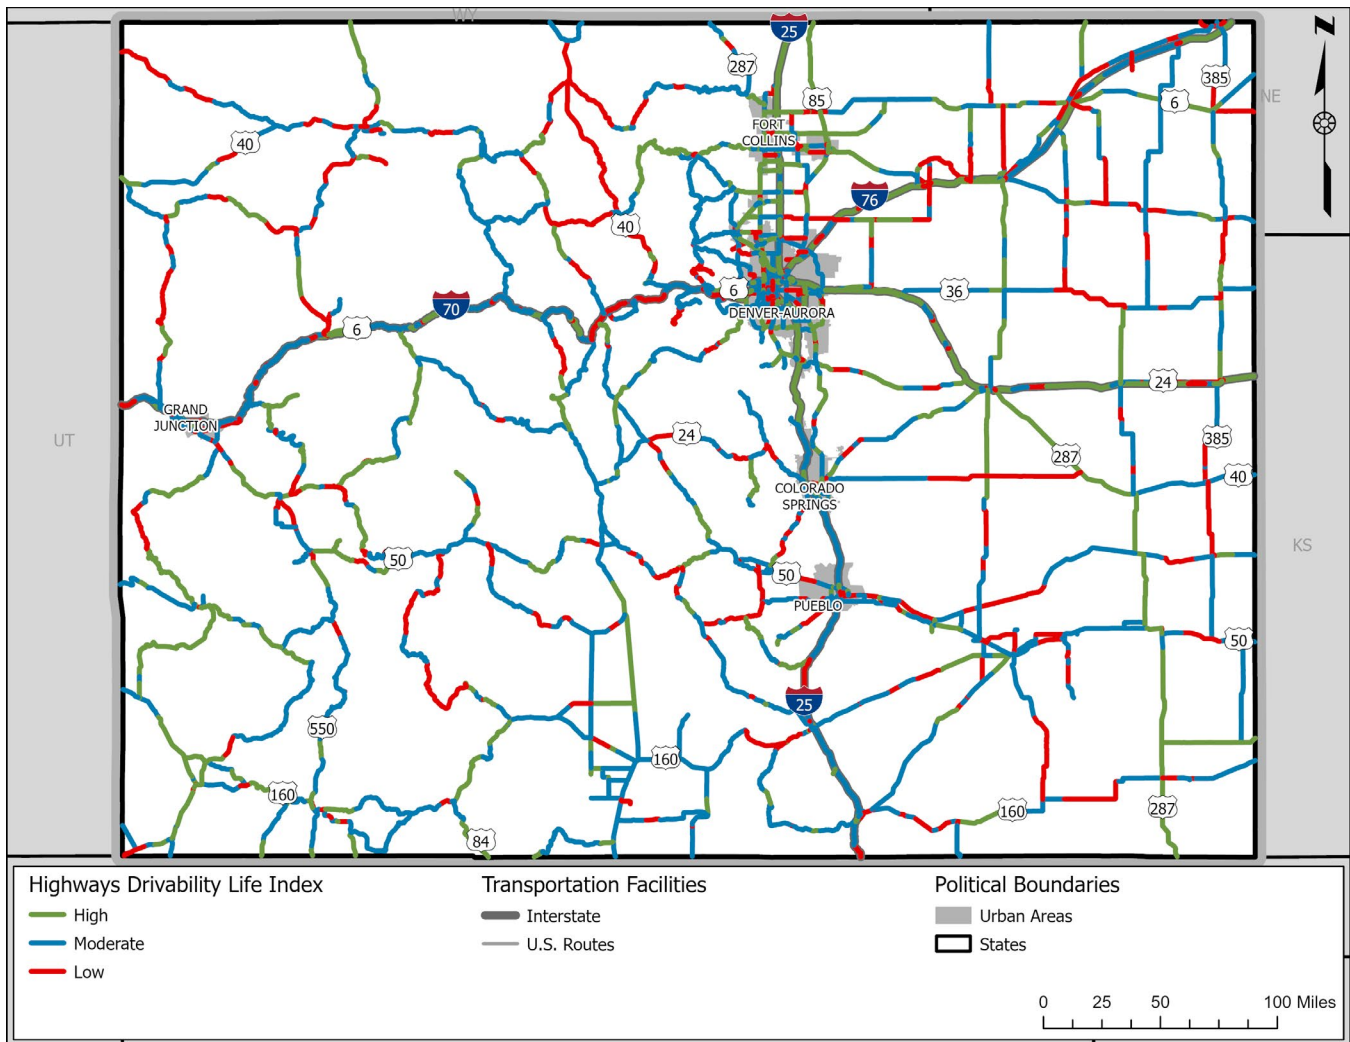 WY
25
Z
287
385
85
6
NE
FORT
COLLINS
40
76
40
6
36
70
DENVER-AURORA
6
24
GRAND
JUNCTION
24
385
UT
287
40
COLORADO
SPRINGS
KS
50
50
PUEBLO
50
25
550
160
160
160
287
84
Highways Drivability Life Index
High
Moderate
Low
Transportation Facilities
Interstate
U.S. Routes
Political Boundaries
Urban Areas
States
0 25 50 100 Miles